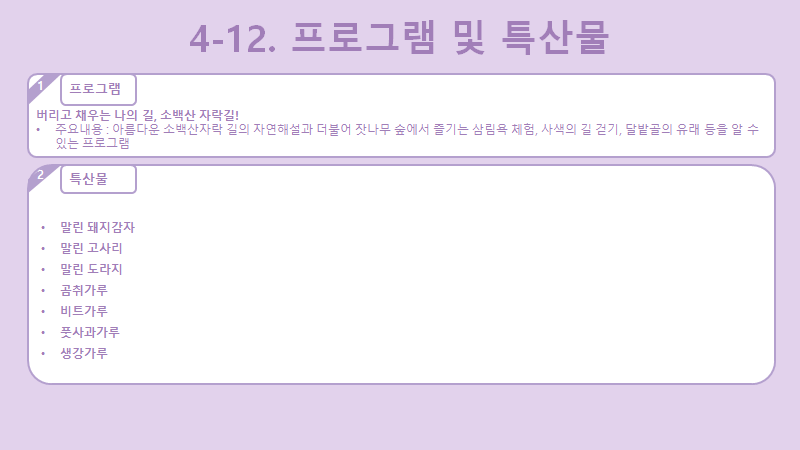 4-12. 프로그램 및 특산물
1 프로그램
버리고 채우는 나의 길, 소백산 자락길!
• 주요내용 : 아름다운 소백산자락 길의 자연해설과 더불어 잣나무 숲에서 즐기는 삼림욕 체험, 사색의 길 걷기, 달밭골의 유래 등을 알 수
있는 프로그램
2 특산물
• 말린 돼지감자
• 말린 고사리
• 말린 도라지
• 곰취가루
• 비트가루
• 풋사과가루
• 생강가루